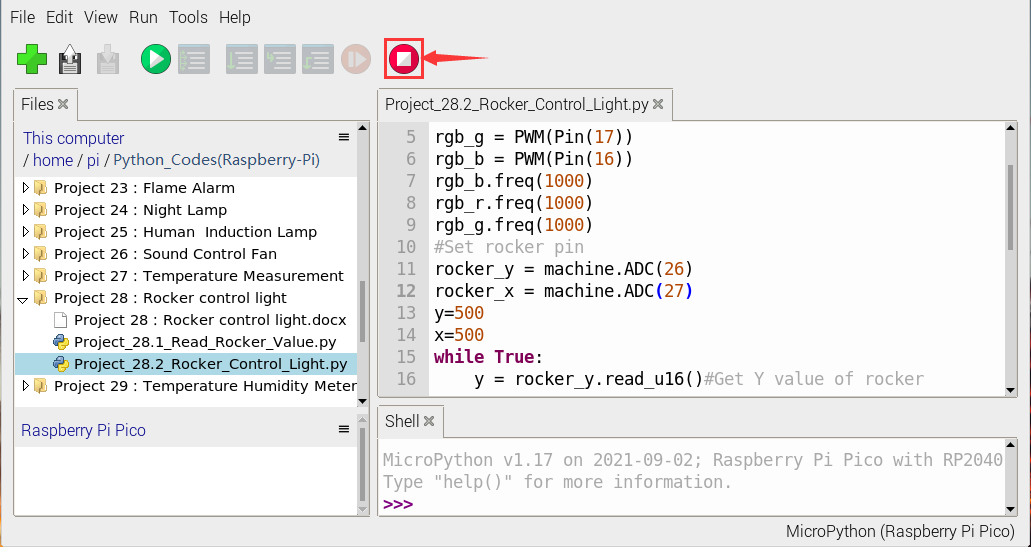 File Edit View Run Tools Help
Files
This computer
/ home / pi / Python_Codes(Raspberry-Pi)
Project 23 : Flame Alarm
Project 24 : Night Lamp
Project 25 : Human  Induction Lamp
Project 26 : Sound Control Fan
Project 27 : Temperature Measurement
Project 28 : Rocker control light
Project 28 : Rocker control light.docx
Project_28.1_Read_Rocker_Value.py
Project_28.2_Rocker_Control_Light.py
Project 29 : Temperature Humidity Meter
Raspberry Pi Pico
Project_28.2_Rocker_Control_Light.py
5 rgb_g = PWM(Pin(17))
6 rgb_b = PWM(Pin(16))
7 rgb_b.freq(1000)
8 rgb_r.freq(1000)
9 rgb_g.freq(1000)
10 #Set rocker pin
11 rocker_y = machine.ADC(26)
12 rocker_x = machine.ADC(27)
13 y=500
14 x=500
15 while True:
16     y = rocker_y.read_u16()#Get Y value of rocker
Shell
MicroPython v1.17 on 2021-09-02; Raspberry Pi Pico with RP2040
Type "help()" for more information.
>>>
MicroPython (Raspberry Pi Pico)